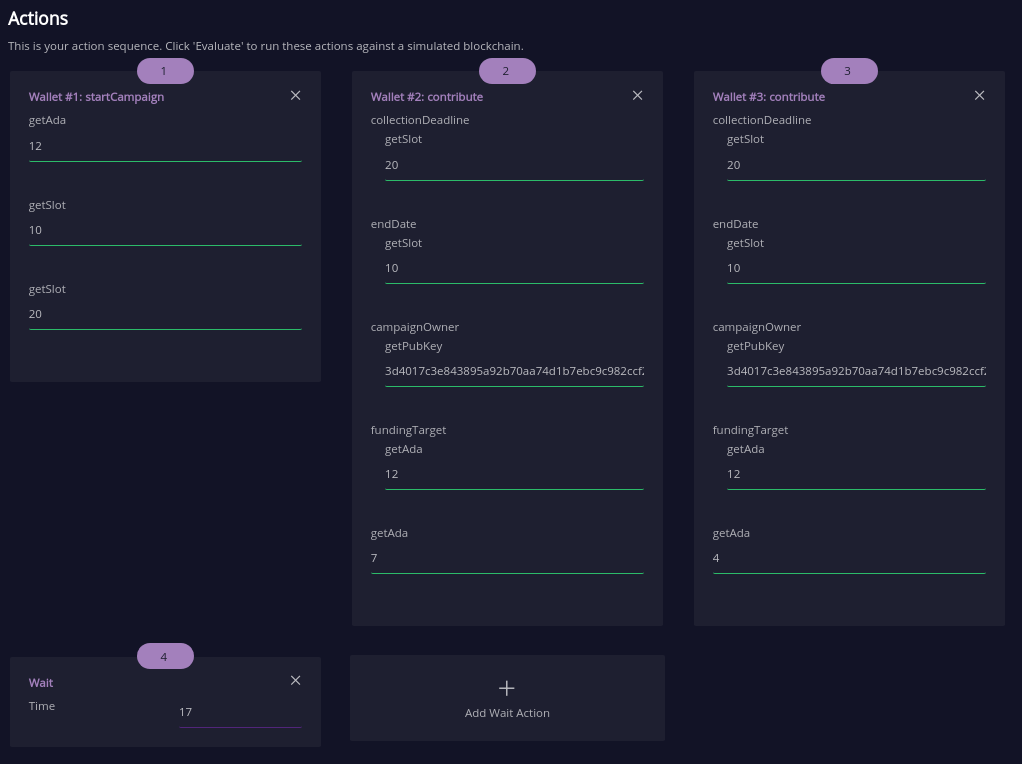 Actions
This is your action sequence. Click 'Evaluate' to run these actions against a simulated blockchain.
1
Wallet #1: startCampaign
getAda
12
getSlot
10
getSlot
20
2
Wallet #2: contribute
collectionDeadline
getSlot
20
endDate
getSlot
10
campaignOwner
getPubKey
3d4017c3e843895a92b70aa74d1b7ebc9c982ccf
fundingTarget
getAda
12
getAda
7
3
Wallet #3: contribute
collectionDeadline
getSlot
20
endDate
getSlot
10
campaignOwner
getPubKey
3d4017c3e843895a92b70aa74d1b7ebc9c982ccf
fundingTarget
getAda
12
getAda
4
4
Wait
Time
17
Add Wait Action